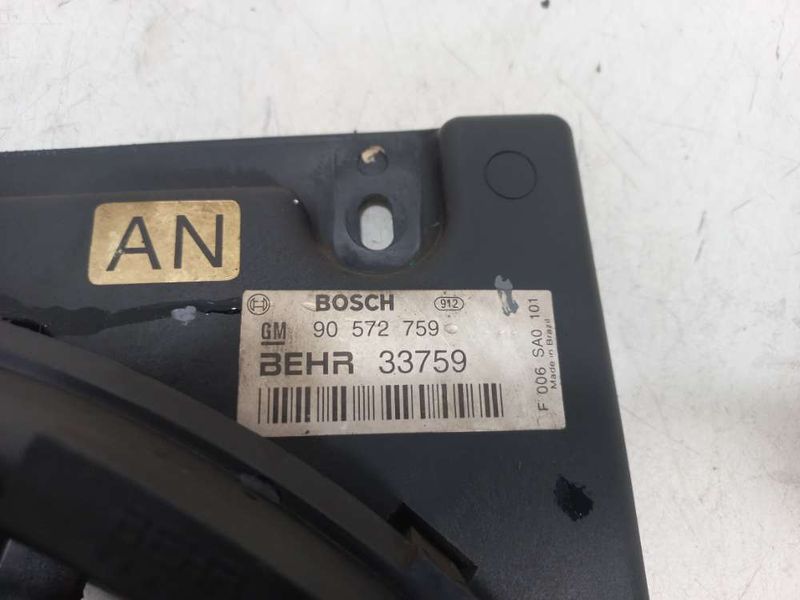 AN
BOSCH 912
GM 90 572 759
BEHR 33759
F 006 SA0 101
Made in Brazil